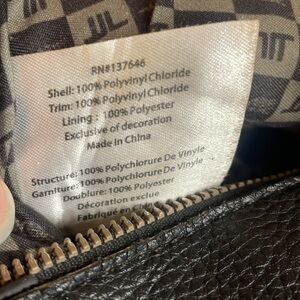 RN#137646
Shell: 100% Polyvinyl Chloride
Trim: 100% Polyvinyl Chloride
Lining : 100% Polyester
Exclusive of decoration
Made In China
Structure: 100% Polychlorure De Vinyle
Garniture: 100% Polychlorure De Vinyle
Doublure: 100% Polyester
Décoration exclue
Fabriqué en China